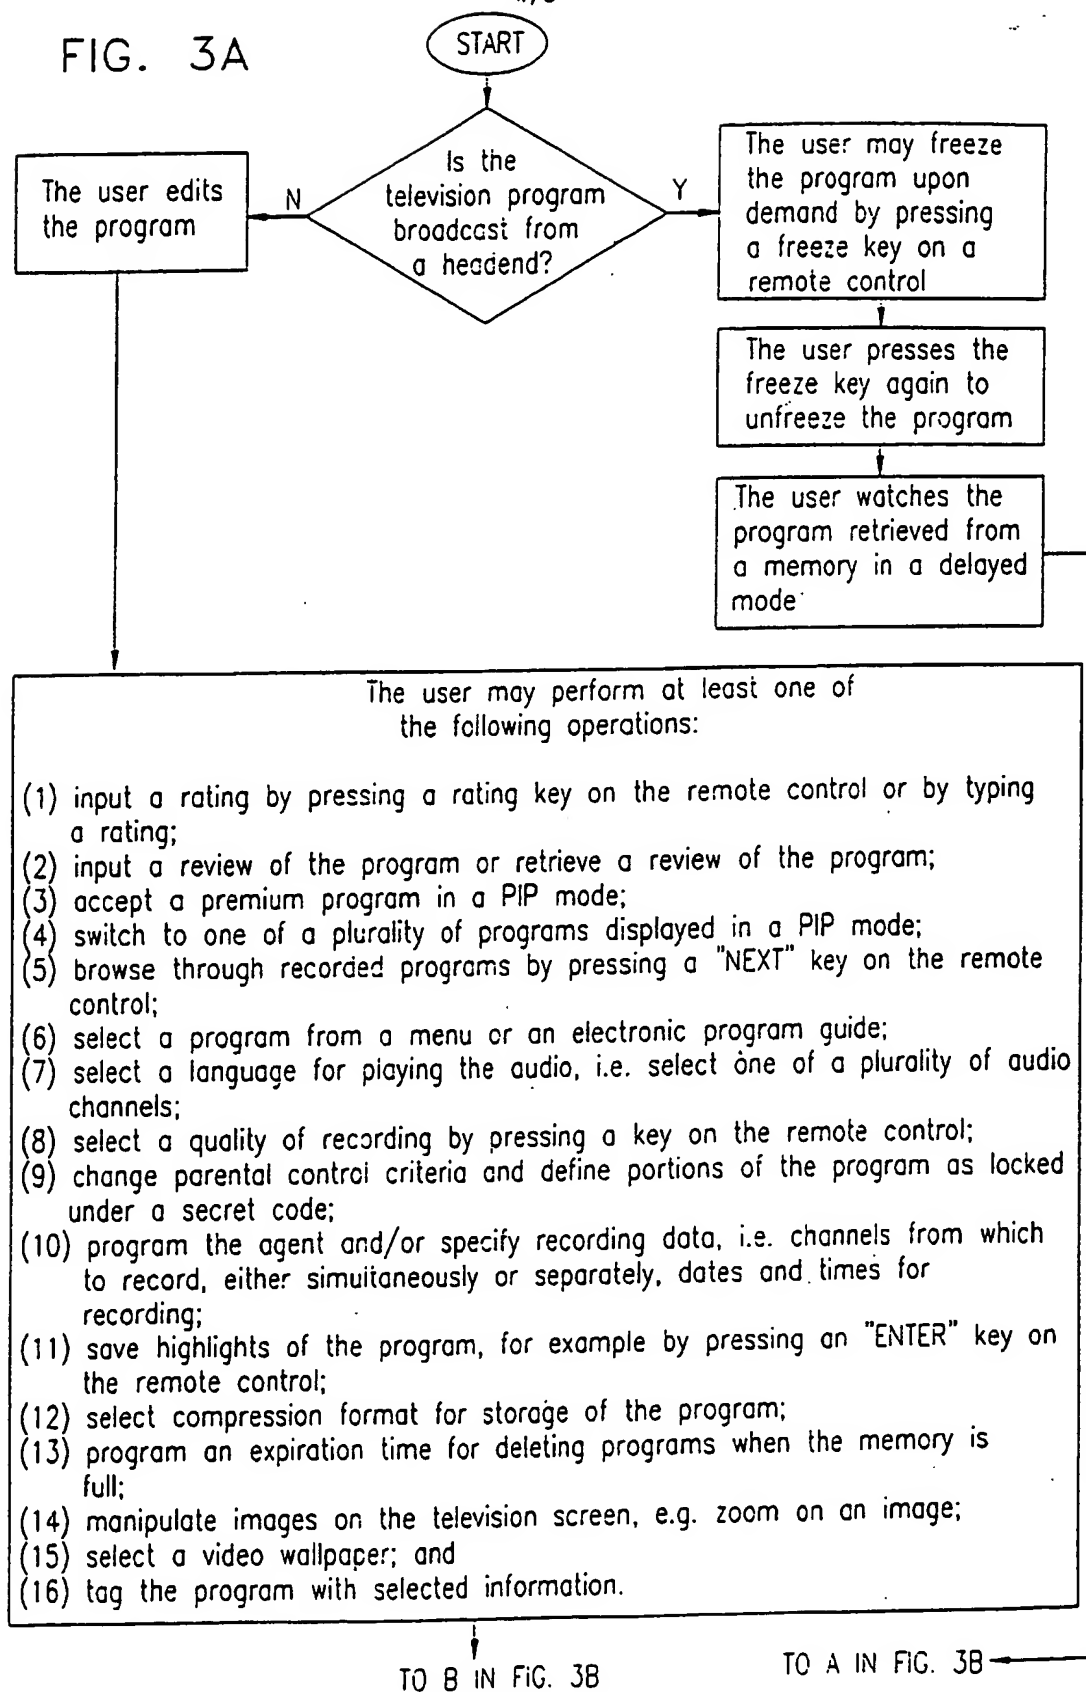 FIG. 3A
START
Is the
television program
broadcast from
a headend?
N
Y
The user edits
the program
The user may freeze
the program upon
demand by pressing
a freeze key on a
remote control
The user presses the
freeze key again to
unfreeze the program
The user watches the
program retrieved from
a memory in a delayed
mode
The user may perform at least one of
the following operations:
(1) input a rating by pressing a rating key on the remote control or by typing
a rating;
(2) input a review of the program or retrieve a review of the program;
(3) accept a premium program in a PIP mode;
(4) switch to one of a plurality of programs displayed in a PIP mode;
(5) browse through recorded programs by pressing a "NEXT" key on the remote
control;
(6) select a program from a menu or an electronic program guide;
(7) select a language for playing the audio, i.e. select one of a plurality of audio
channels;
(8) select a quality of recording by pressing a key on the remote control;
(9) change parental control criteria and define portions of the program as locked
under a secret code;
(10) program the agent and/or specify recording data, i.e. channels from which
to record, either simultaneously or separately, dates and times for
recording;
(11) save highlights of the program, for example by pressing an "ENTER" key on
the remote control;
(12) select compression format for storage of the program;
(13) program an expiration time for deleting programs when the memory is
full;
(14) manipulate images on the television screen, e.g. zoom on an image;
(15) select a video wallpaper; and
(16) tag the program with selected information.
TO B IN FIG. 3B
TO A IN FIG. 3B